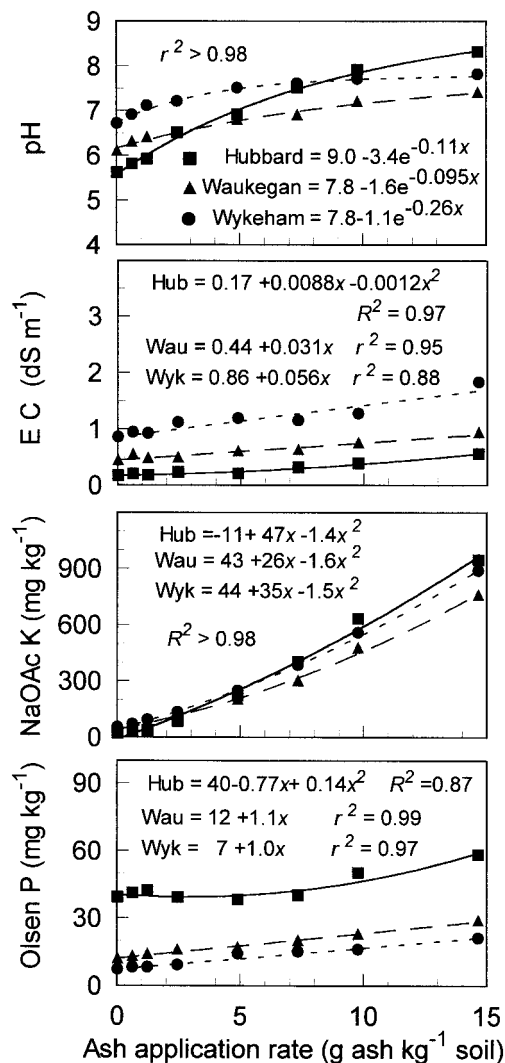 r² > 0.98
8
7
6
5
4
9
pH
Hubbard = 9.0 -3.4e^-0.11x
Waukegan = 7.8 -1.6e^-0.095x
Wykeham = 7.8-1.1e^-0.26x
Hub = 0.17 +0.0088x -0.0012x²
R² = 0.97
Wau = 0.44 +0.031x r² = 0.95
Wyk = 0.86 +0.056x r² = 0.88
3
2
1
0
E C (dS m⁻¹)
Hub =-11+ 47x -1.4x²
Wau = 43 +26x -1.6x²
Wyk = 44 +35x -1.5x²
R² > 0.98
900
600
300
0
NaOAc K (mg kg⁻¹)
Hub = 40-0.77x+ 0.14x² R² =0.87
Wau = 12 +1.1x r² = 0.99
Wyk = 7 +1.0x r² = 0.97
90
60
30
0
Olsen P (mg kg⁻¹)
0 5 10 15
Ash application rate (g ash kg⁻¹ soil)